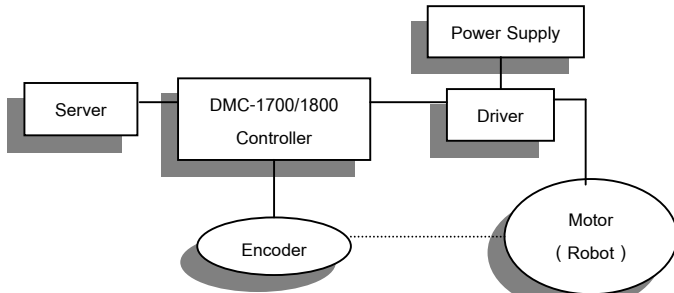 Power Supply
Server
DMC-1700/1800
Controller
Driver
Encoder
Motor
( Robot )